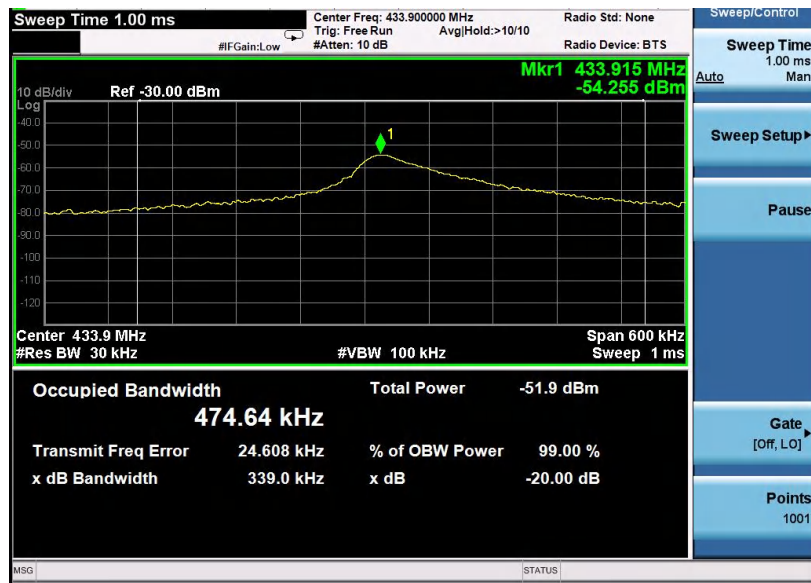 Sweep Time 1.00 ms
Center Freq: 433.900000 MHz
Radio Std: None
Trig: Free Run
Avg|Hold:>10/10
#IFGain:Low
#Atten: 10 dB
Radio Device: BTS
Mkr1 433.915 MHz
-54.255 dBm
10 dB/div
Ref -30.00 dBm
Log
-40.0
1
-50.0
-60.0
-70.0
-80.0
-90.0
-100
-110
-120
Center 433.9 MHz
Span 600 kHz
#Res BW 30 kHz
#VBW 100 kHz
Sweep 1 ms
Occupied Bandwidth
Total Power
-51.9 dBm
474.64 kHz
Transmit Freq Error
24.608 kHz
% of OBW Power
99.00 %
x dB Bandwidth
339.0 kHz
x dB
-20.00 dB
MSG
STATUS
Sweep/Control
Sweep Time
1.00 ms
Auto
Man
Sweep Setup
Pause
Gate
[Off, LO]
Points
1001